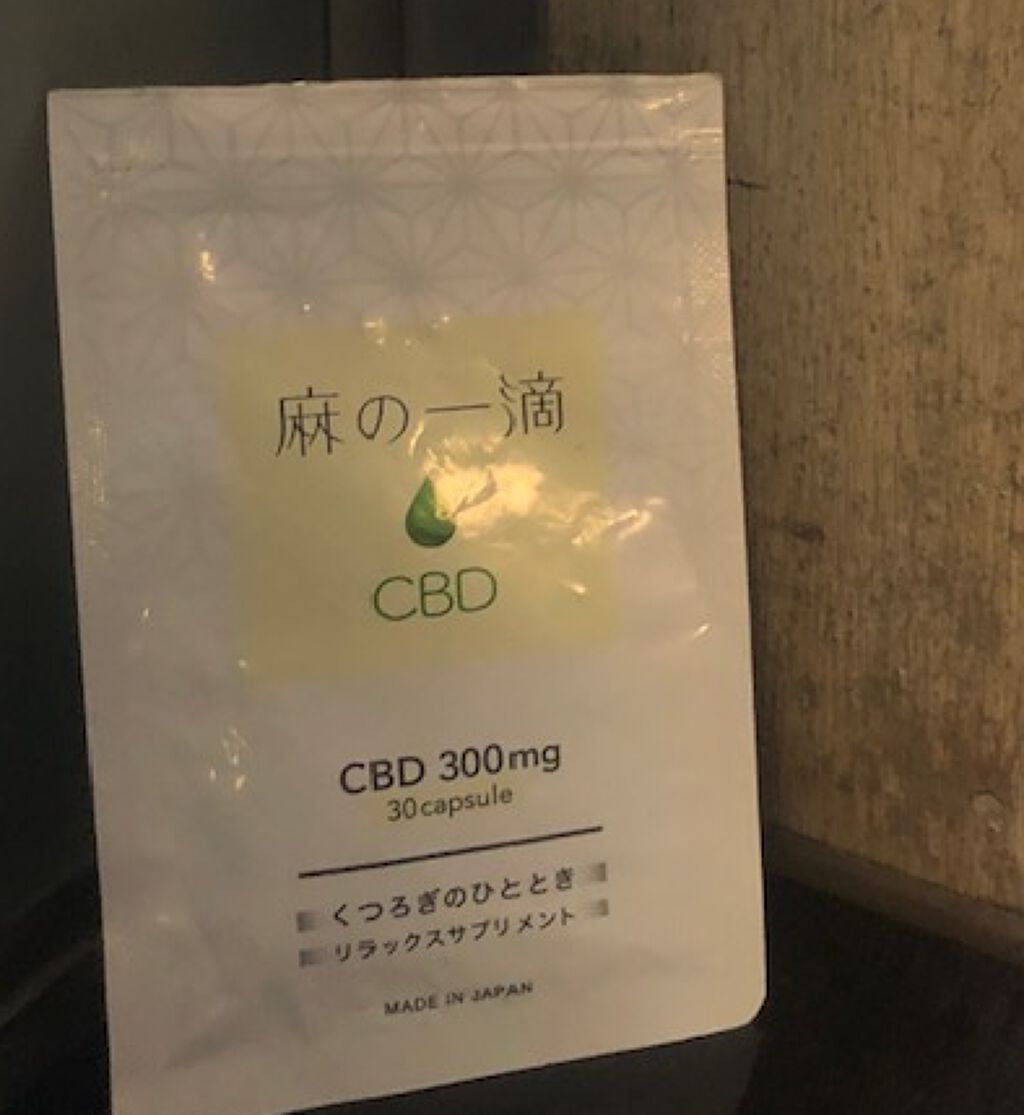 麻の一滴
CBD
CBD 300mg
30capsule
くつろぎのひととき
リラックスサプリメント
MADE IN JAPAN